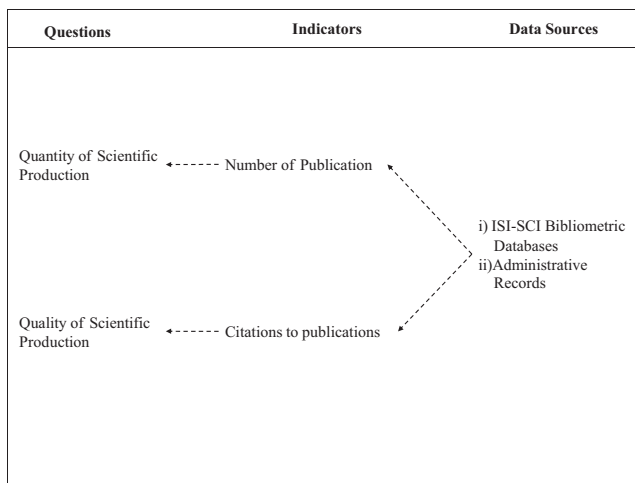 Questions
Indicators
Data Sources
Quantity of Scientific
Production
Number of Publication
i) ISI-SCI Bibliometric
Databases
ii)Administrative
Records
Quality of Scientific
Production
Citations to publications